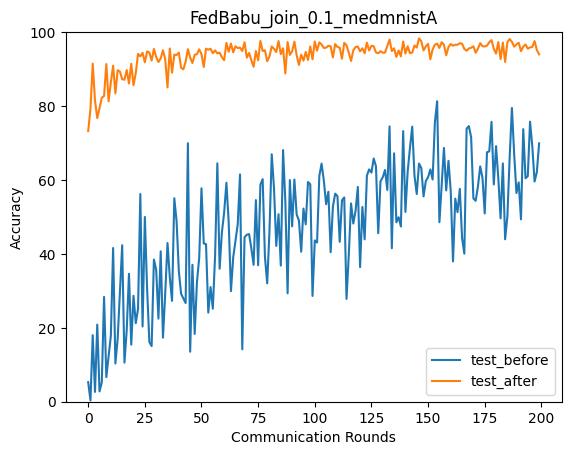 FedBabu_join_0.1_medmnistA
100
80
60
40
20
0
Accuracy
0 25 50 75 100 125 150 175 200
Communication Rounds
test_before
test_after